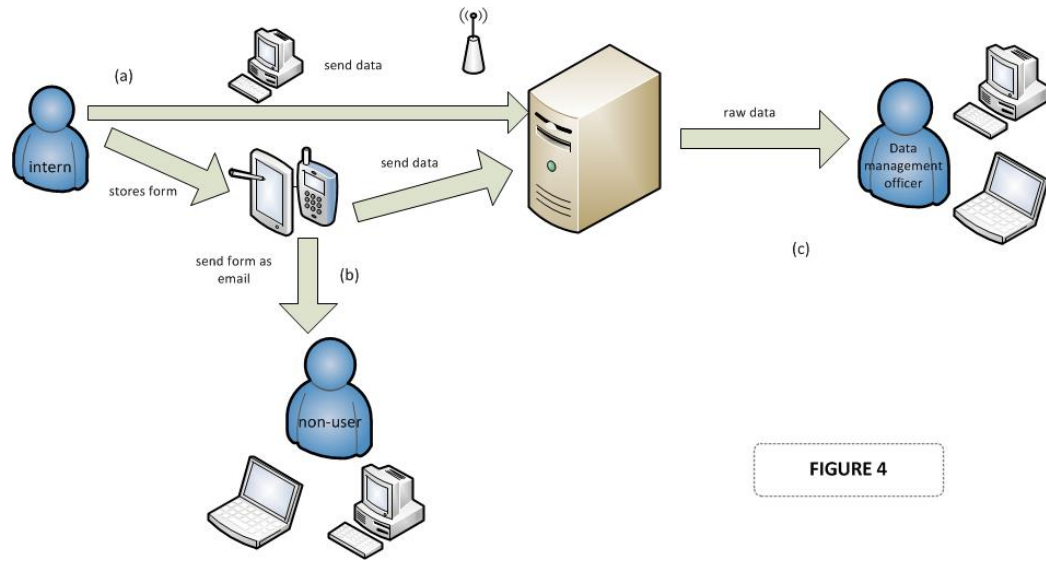 (a)
send data
intern
stores form
send data
raw data
Data
management
officer
send form as
email
(b)
(c)
non-user
FIGURE 4